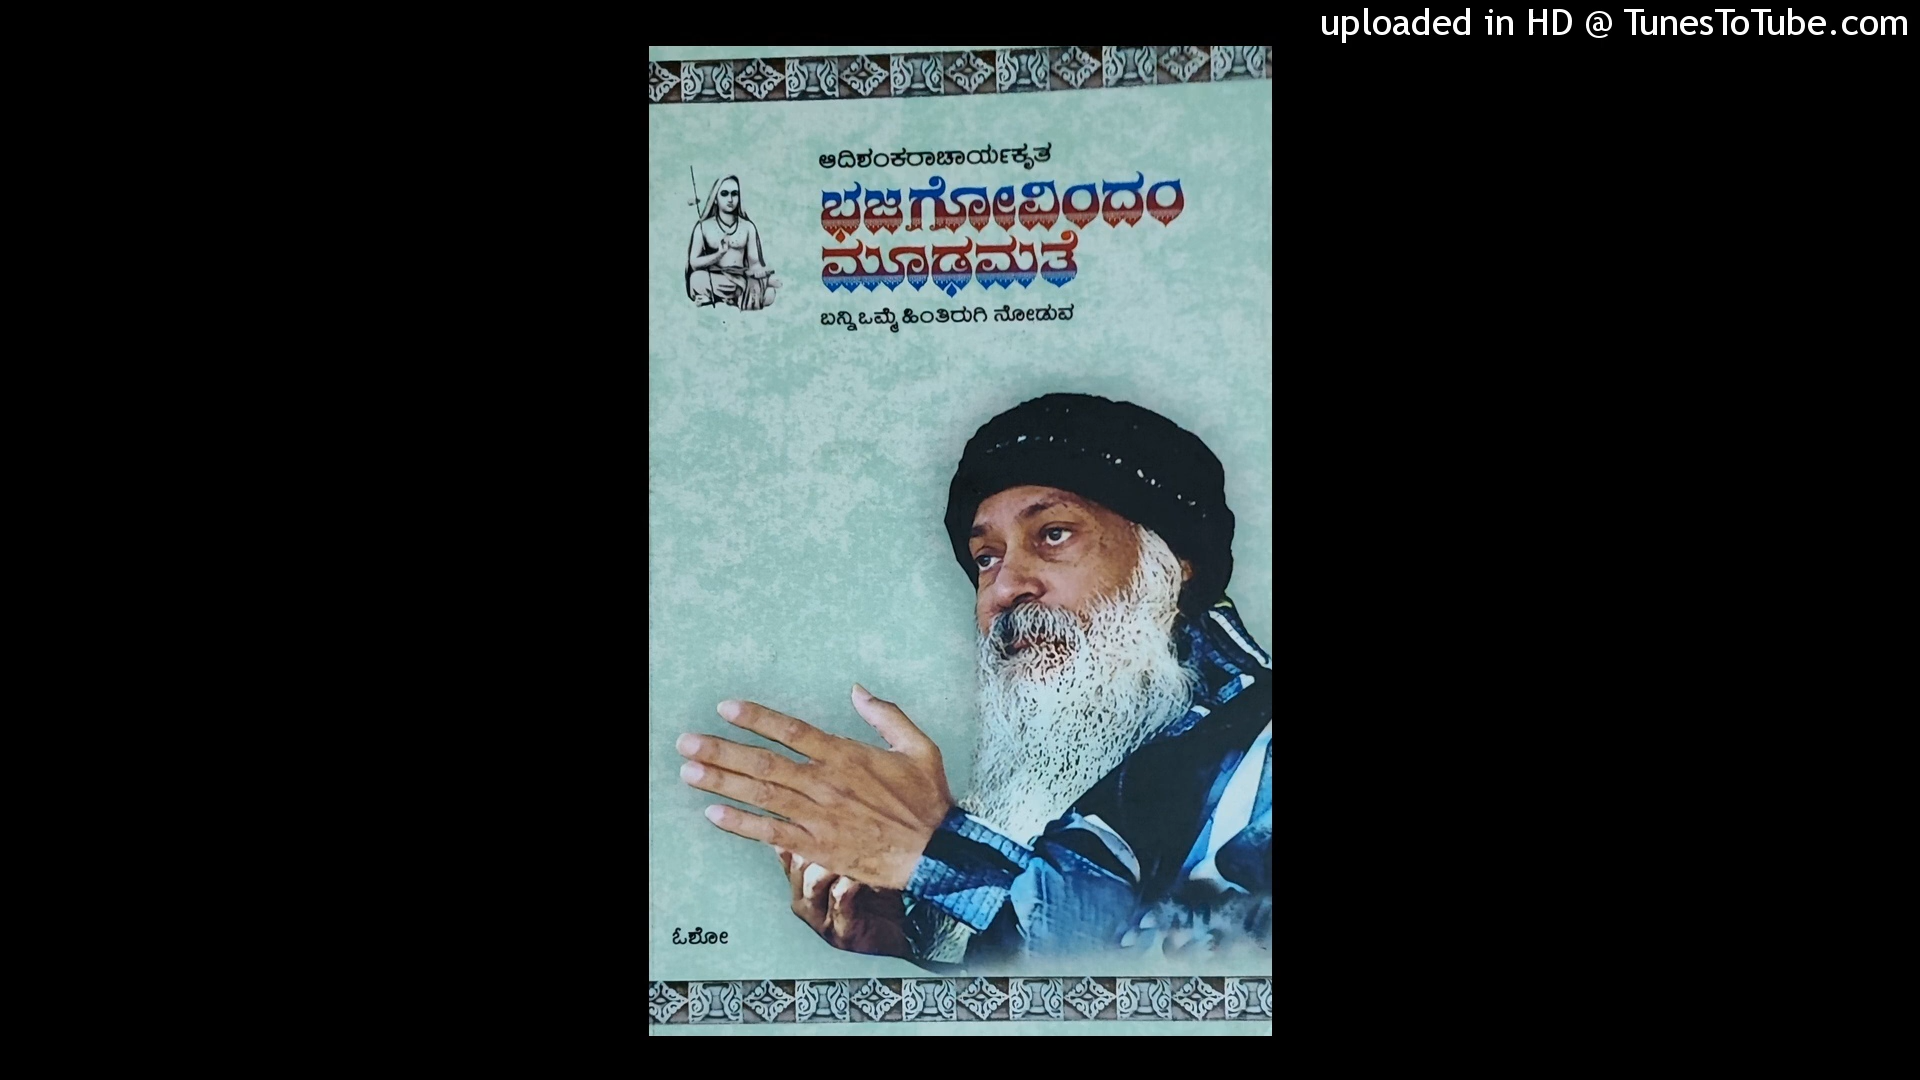 uploaded in HD @ TunesToTube.com
ಆದಿಶಂಕರಾಚಾರ್ಯಕೃತ
ಭಜಗೋವಿಂದಂ
ಮೂಢಮತೆ
ಬನ್ನಿ ಒಮ್ಮೆ ಹಿಂತಿರುಗಿ ನೋಡುವ
ಓಶೋ